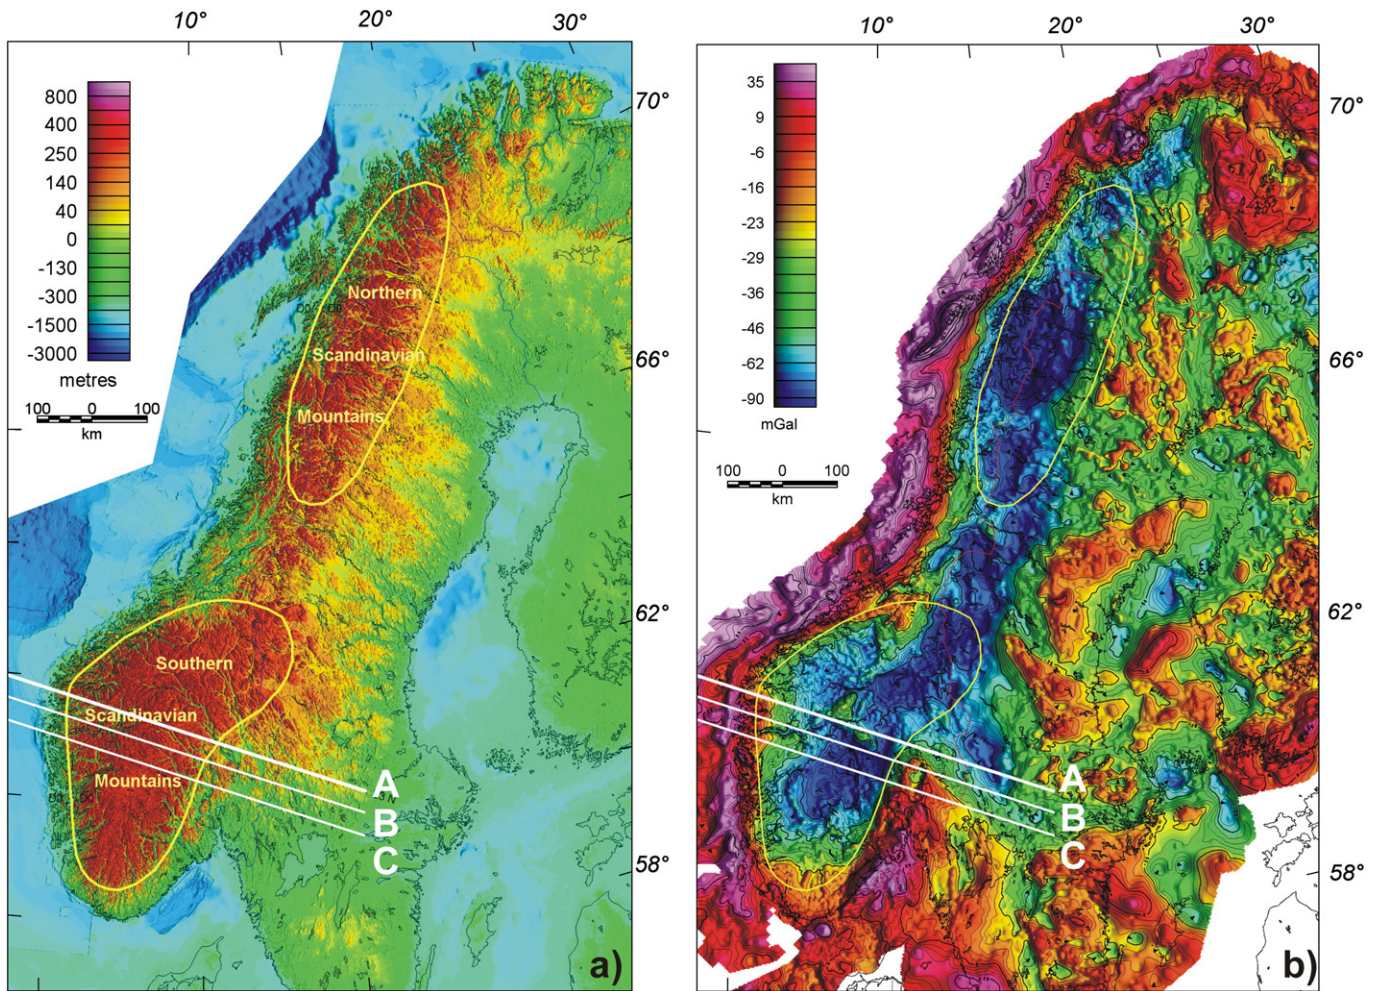 10° 20° 30°
800
400
250
140
40
0
-130
-300
-1500
-3000
metres
100 0 100
km
70°
66°
62°
58°
Northern
Scandinavian
Mountains
Southern
Scandinavian
Mountains
A
B
C
a)
10° 20° 30°
35
9
-6
-16
-23
-29
-36
-46
-62
-90
mGal
100 0 100
km
70°
66°
62°
58°
A
B
C
b)